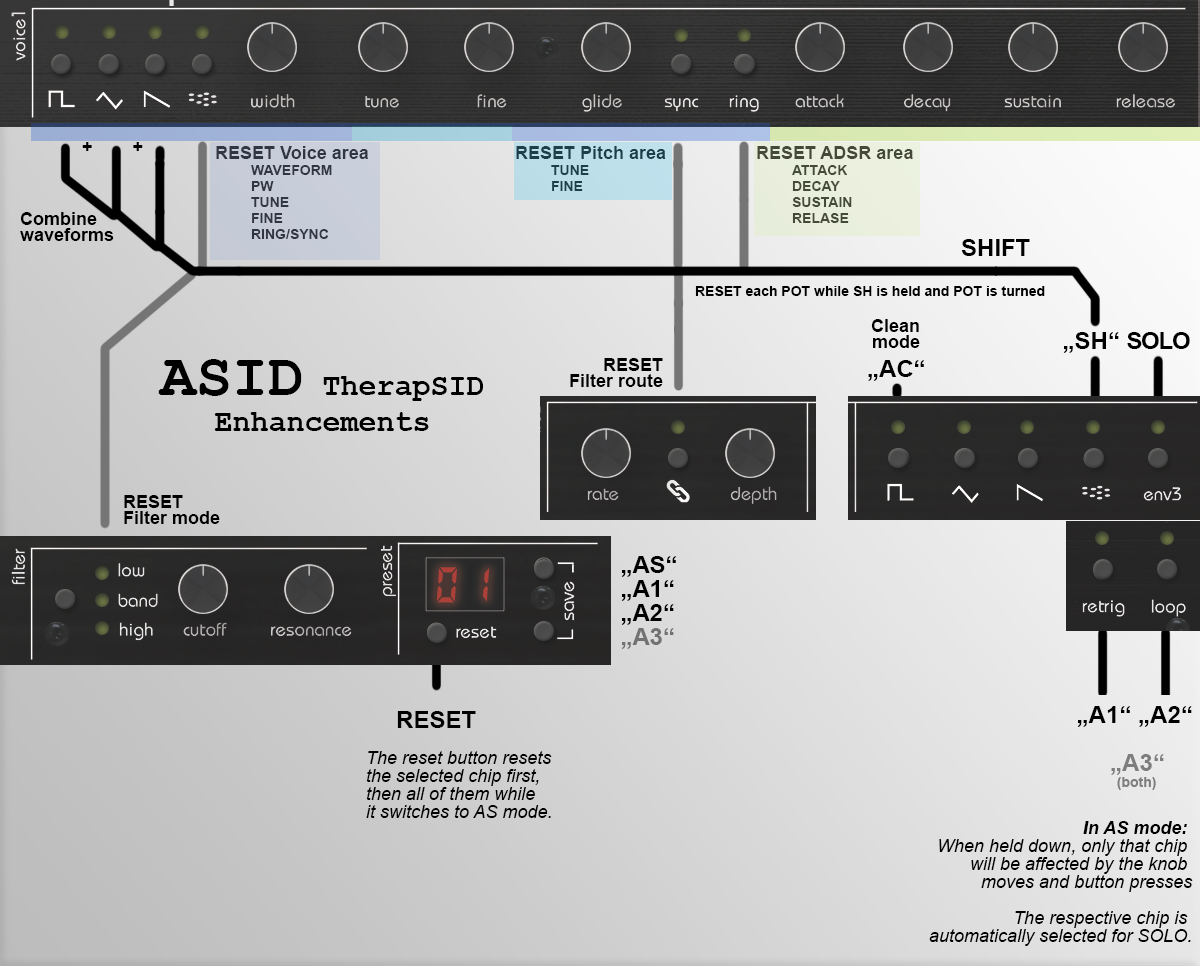 voice1
width
tune
fine
glide
sync
ring
attack
decay
sustain
release
+ +
RESET Voice area
WAVEFORM
PW
TUNE
FINE
RING/SYNC
RESET Pitch area
TUNE
FINE
RESET ADSR area
ATTACK
DECAY
SUSTAIN
RELASE
Combine
waveforms
SHIFT
RESET each POT while SH is held and POT is turned
Clean
mode
„AC“
„SH“ SOLO
ASID TherapSID
Enhancements
RESET
Filter route
rate
depth
env3
RESET
Filter mode
filter
low
band
high
cutoff
resonance
preset
01
reset
save
„AS“
„A1“
„A2“
„A3“
retrig
loop
RESET
The reset button resets
the selected chip first,
then all of them while
it switches to AS mode.
„A1“ „A2“
„A3“
(both)
In AS mode:
When held down, only that chip
will be affected by the knob
moves and button presses
The respective chip is
automatically selected for SOLO.